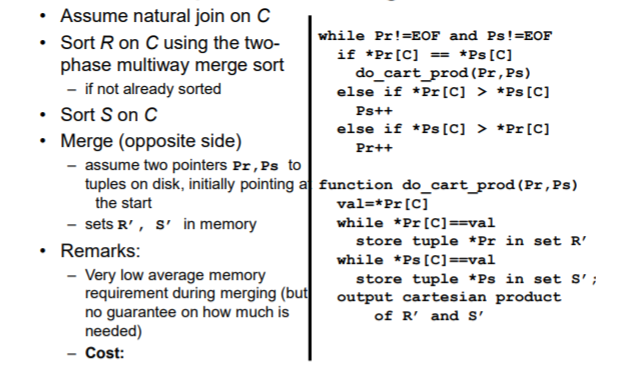 • Assume natural join on C
• Sort R on C using the two-
phase multiway merge sort
– if not already sorted
• Sort S on C
• Merge (opposite side)
– assume two pointers Pr,Ps to
tuples on disk, initially pointing at
the start
– sets R’, S’ in memory
• Remarks:
– Very low average memory
requirement during merging (but
no guarantee on how much is
needed)
– Cost:
while Pr!=EOF and Ps!=EOF
if *Pr[C] == *Ps[C]
do_cart_prod(Pr,Ps)
else if *Pr[C] > *Ps[C]
Ps++
else if *Ps[C] > *Pr[C]
Pr++
function do_cart_prod(Pr,Ps)
val=*Pr[C]
while *Pr[C]==val
store tuple *Pr in set R’
while *Ps[C]==val
store tuple *Ps in set S’;
output cartesian product
of R’ and S’